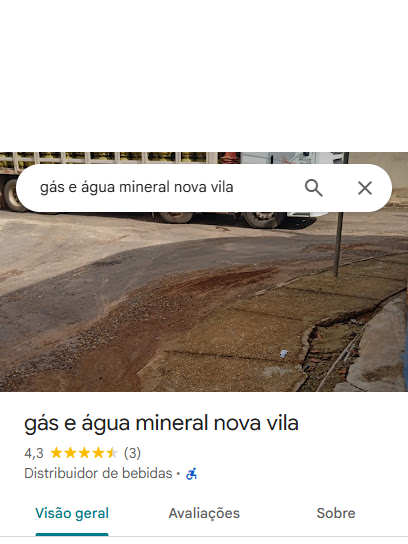 gás e água mineral nova vila
gás e água mineral nova vila
4,3 (3)
Distribuidor de bebidas ·
Visão geral Avaliações Sobre